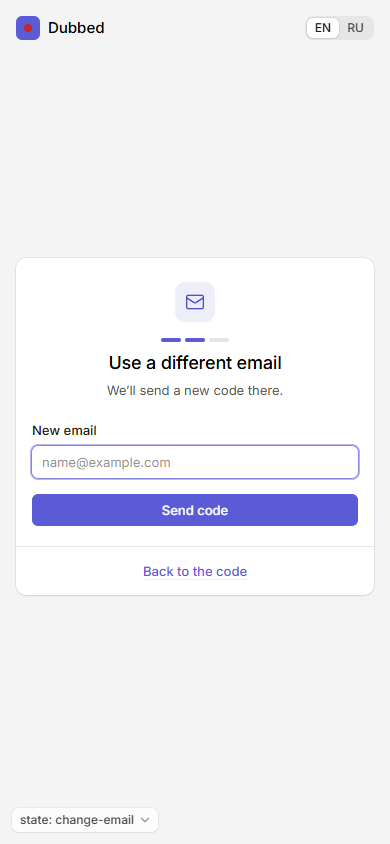 Dubbed
EN RU
Use a different email
We’ll send a new code there.
New email
name@example.com
Send code
Back to the code
state: change-email